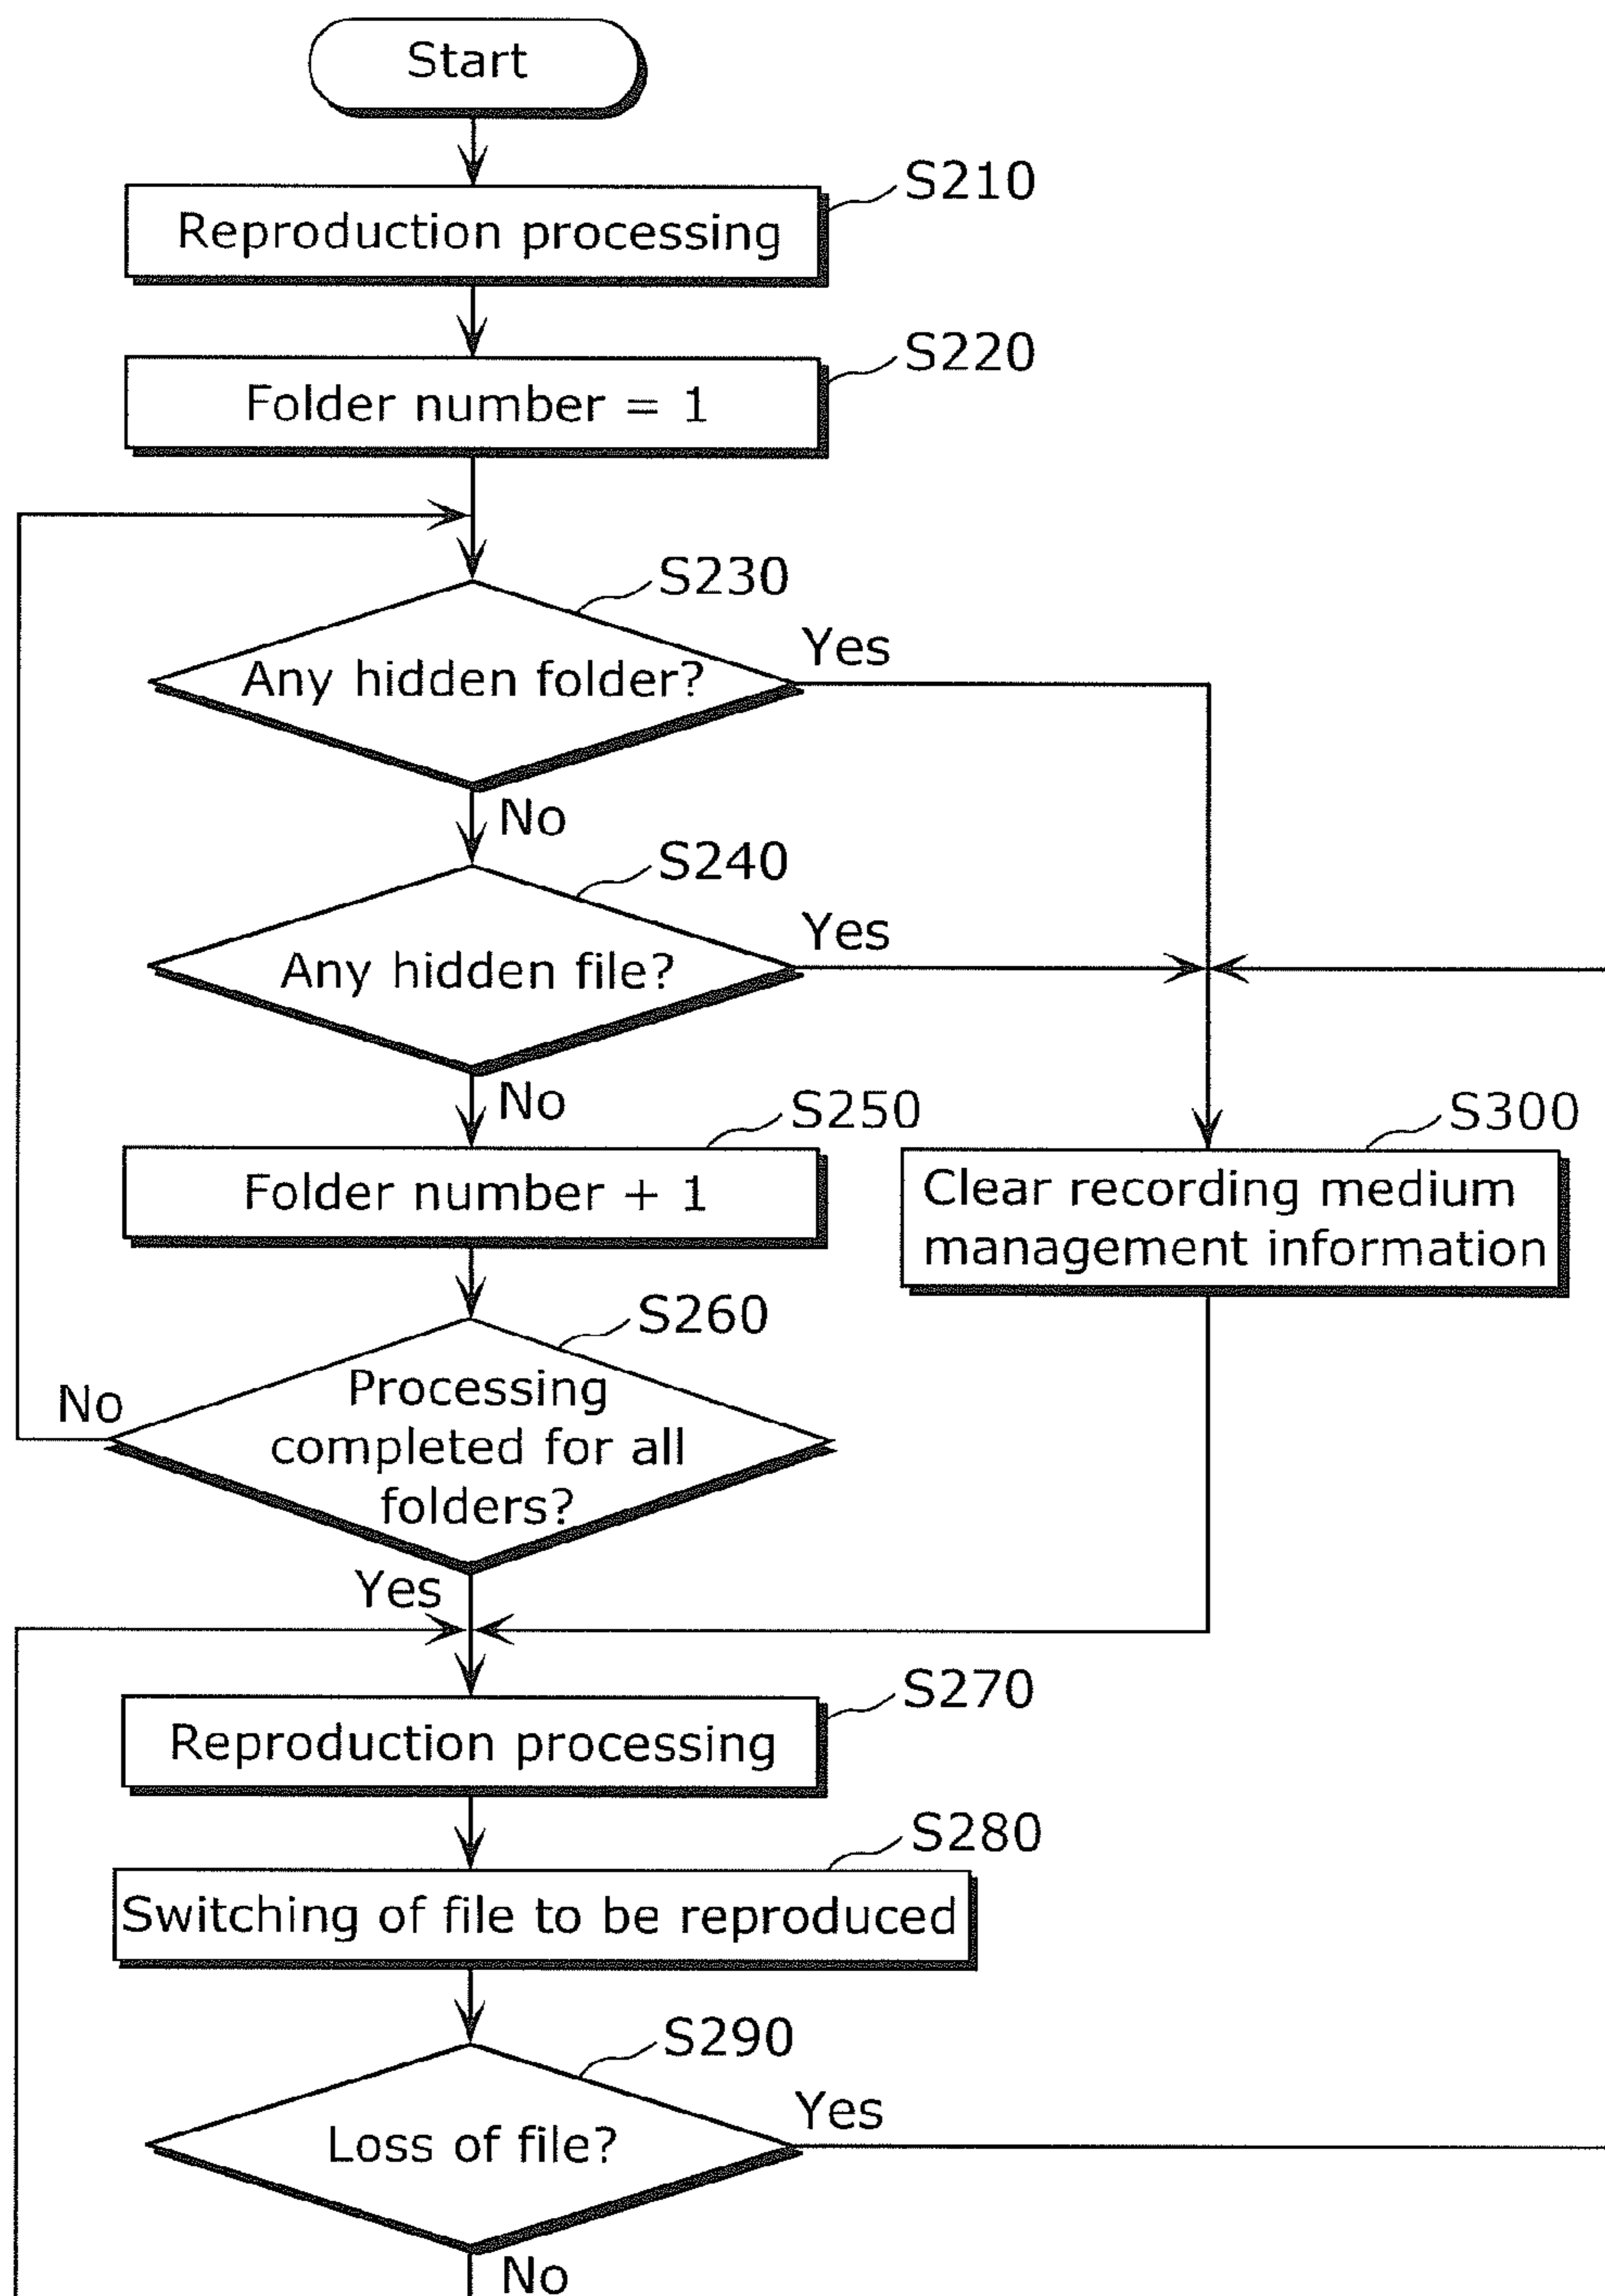 Start
S210
Reproduction processing
S220
Folder number = 1
S230
Any hidden folder?
Yes
No
S240
Any hidden file?
Yes
No
S250
Folder number + 1
S300
Clear recording medium
management information
S260
Processing
completed for all
folders?
No
Yes
S270
Reproduction processing
S280
Switching of file to be reproduced
S290
Loss of file?
Yes
No